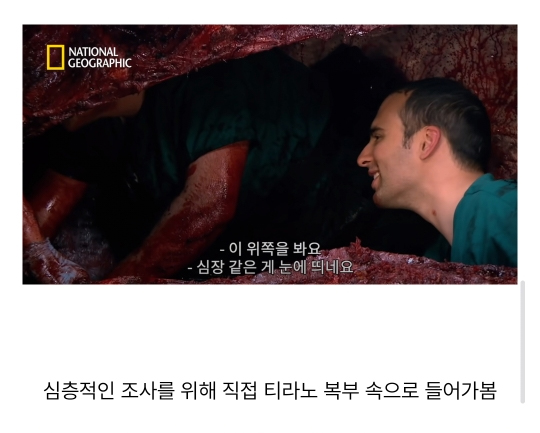 NATIONAL
GEOGRAPHIC
- 이 위쪽을 봐요
- 심장 같은 게 눈에 띄네요
심층적인 조사를 위해 직접 티라노 복부 속으로 들어가봄